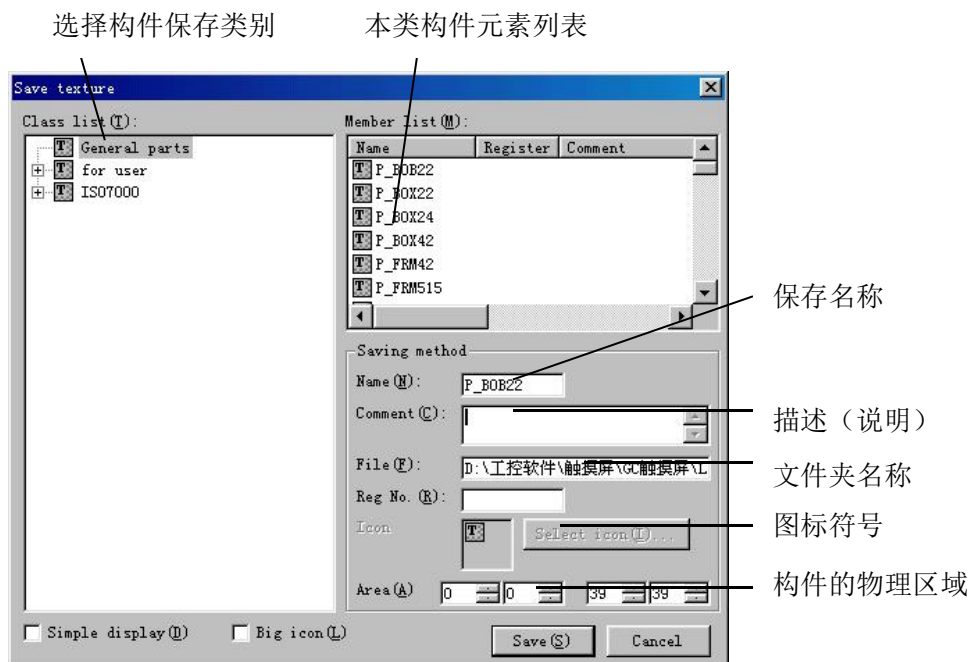 选择构件保存类别
本类构件元素列表
Save texture
Class list(T):
General parts
for user
ISO7000
Member list(M):
Name Register Comment
P_BOB22
P_BOX22
P_BOX24
P_BOX42
P_FRM42
P_FRM515
保存名称
Saving method
Name(N): P_BOB22
Comment(C):
描述（说明）
File(F): D:\工控软件\触摸屏\GC触摸屏\L
文件夹名称
Reg No.(R):
图标符号
Icon T Select icon(I)...
构件的物理区域
Area(A) 0 0 39 39
Simple display(D) Big icon(L)
Save(S) Cancel